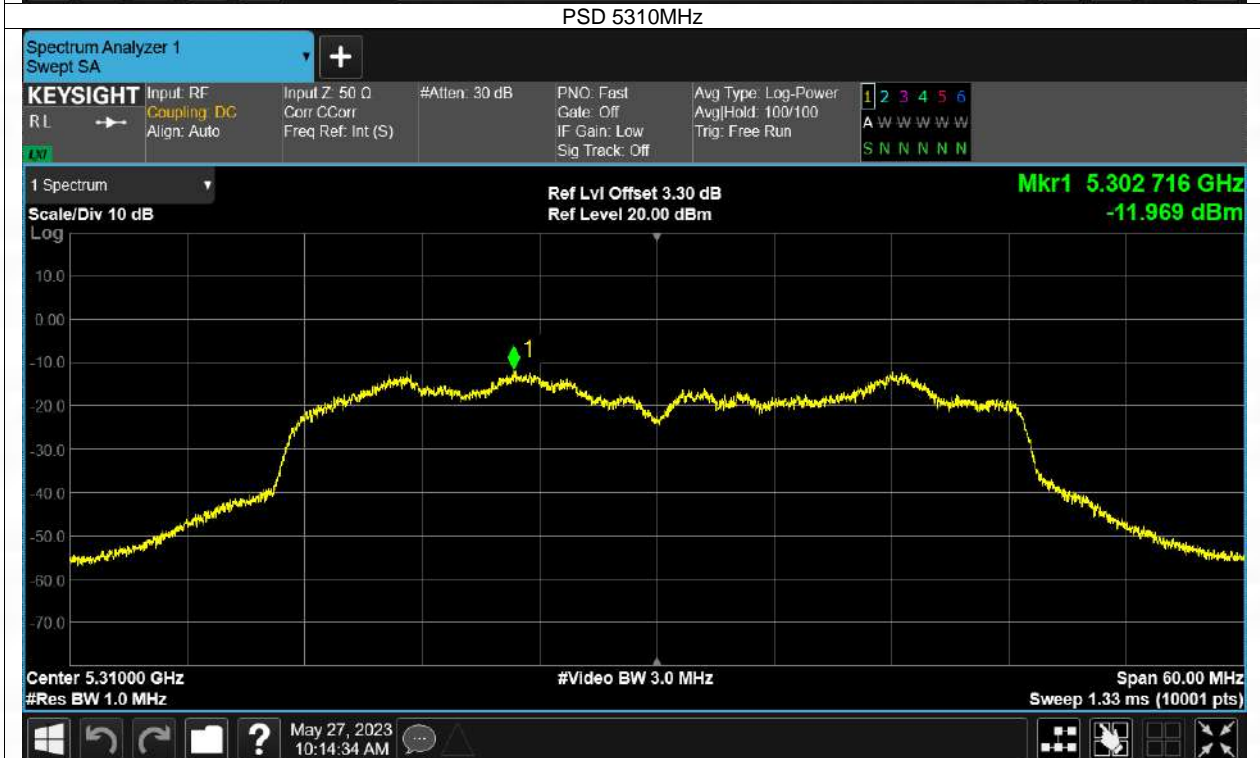 PSD 5310MHz
Spectrum Analyzer 1
Swept SA
+
KEYSIGHT
RL
LXI
Input: RF
Coupling: DC
Align: Auto
Input Z: 50 Ω
Corr CCorr
Freq Ref: Int (S)
#Atten: 30 dB
PNO: Fast
Gate: Off
IF Gain: Low
Sig Track: Off
Avg Type: Log-Power
Avg|Hold: 100/100
Trig: Free Run
1 2 3 4 5 6
A W W W W W
S N N N N N
1 Spectrum
Scale/Div 10 dB
Log
Ref Lvl Offset 3.30 dB
Ref Level 20.00 dBm
Mkr1 5.302 716 GHz
-11.969 dBm
10.0
0.00
-10.0
-20.0
-30.0
-40.0
-50.0
-60.0
-70.0
1
Center 5.31000 GHz
#Res BW 1.0 MHz
#Video BW 3.0 MHz
Span 60.00 MHz
Sweep 1.33 ms (10001 pts)
?
May 27, 2023
10:14:34 AM